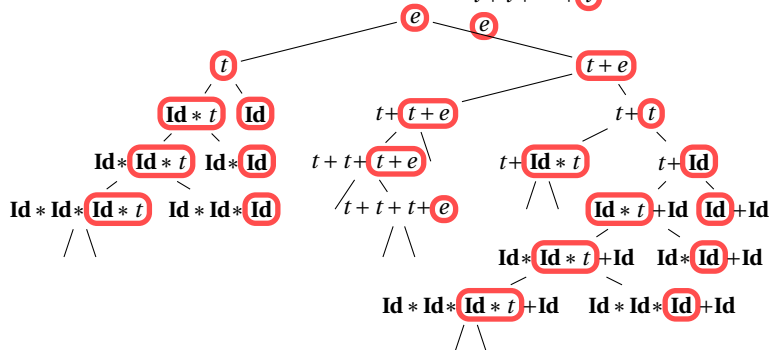 e
e
t t + e
Id ∗ t Id t+ t + e t+ t
Id∗ Id ∗ t Id∗ Id t + t+ t + e t+ Id ∗ t t+ Id
Id ∗ Id∗ Id ∗ t Id ∗ Id∗ Id t + t + t+ e Id ∗ t +Id Id +Id
Id∗ Id ∗ t +Id Id∗ Id +Id
Id ∗ Id∗ Id ∗ t +Id Id ∗ Id∗ Id +Id